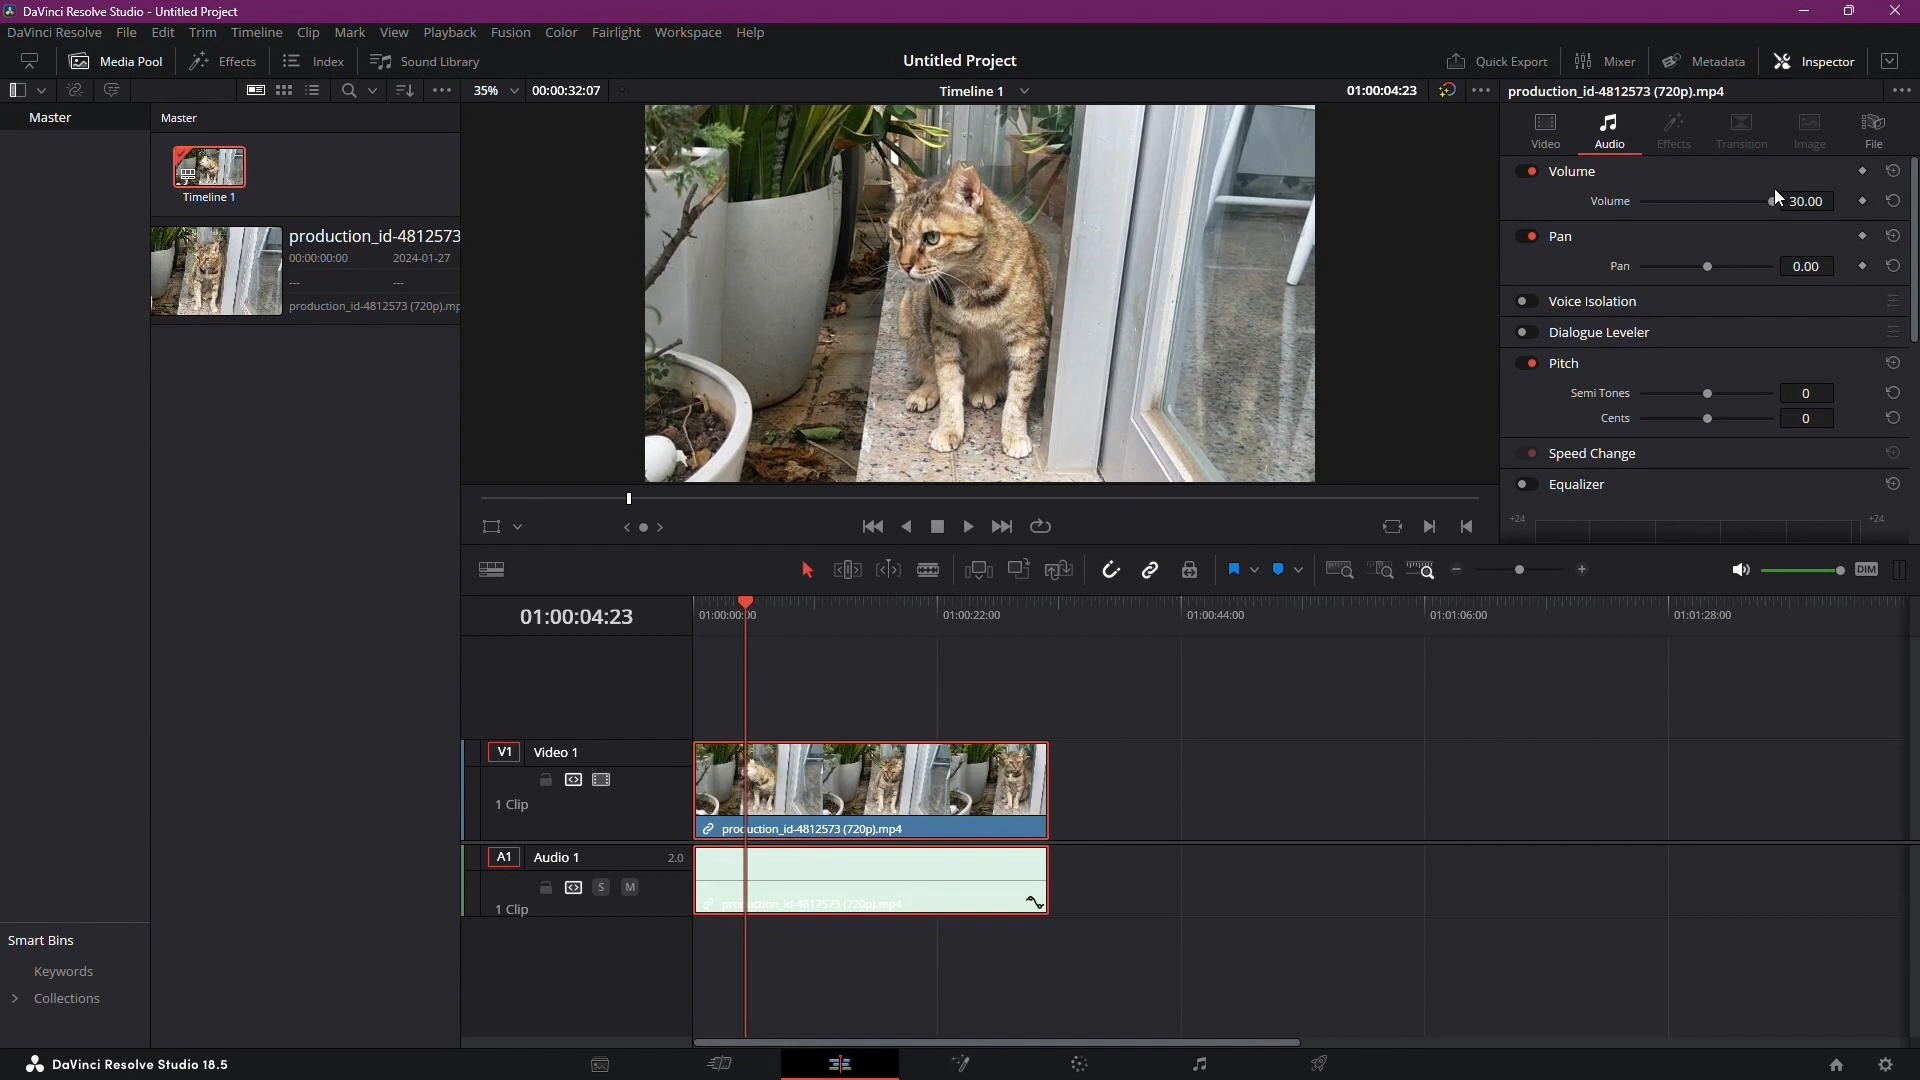 DaVinci Resolve Studio - Untitled Project
DaVinci Resolve File Edit Trim Timeline Clip Mark View Playback Fusion Color Fairlight Workspace Help
Media Pool Effects Index Sound Library Untitled Project Quick Export Mixer Metadata Inspector
35% 00:00:32:07 Timeline 1 01:00:04:23 production_id-4812573 (720p).mp4
Master Master
Video Audio Effects Transition Image File
Timeline 1
Volume
Volume 30.00
production_id-4812573
00:00:00:00 2024-01-27
-- --
production_id-4812573 (720p).mp
Pan
Pan 0.00
Voice Isolation
Dialogue Leveler
Pitch
Semi Tones 0
Cents 0
Speed Change
Equalizer
+24 +24
DIM
01:00:04:23 01:00:00:00 01:00:22:00 01:00:44:00 01:01:06:00 01:01:28:00
V1 Video 1
1 Clip
production_id-4812573 (720p).mp4
A1 Audio 1 2.0
S M
1 Clip
production_id-4812573 (720p).mp4
Smart Bins
Keywords
Collections
DaVinci Resolve Studio 18.5